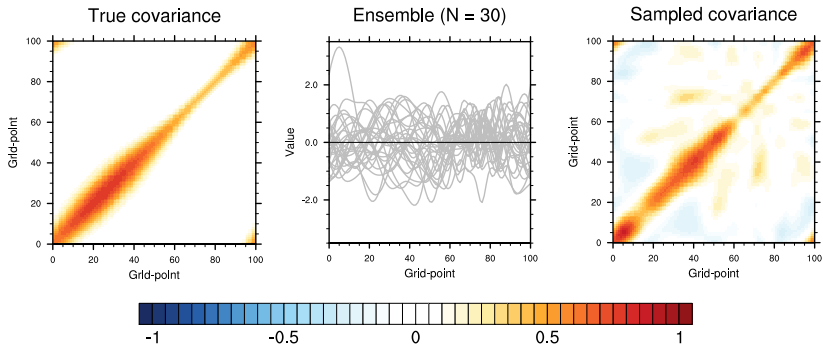 True covariance
Ensemble (N = 30)
Sampled covariance
100
80
60
40
20
0
Grid-point
0 20 40 60 80 100
Grid-point
2.0
0.0
-2.0
Value
0 20 40 60 80 100
Grid-point
100
80
60
40
20
0
Grid-point
0 20 40 60 80 100
Grid-point
-1 -0.5 0 0.5 1